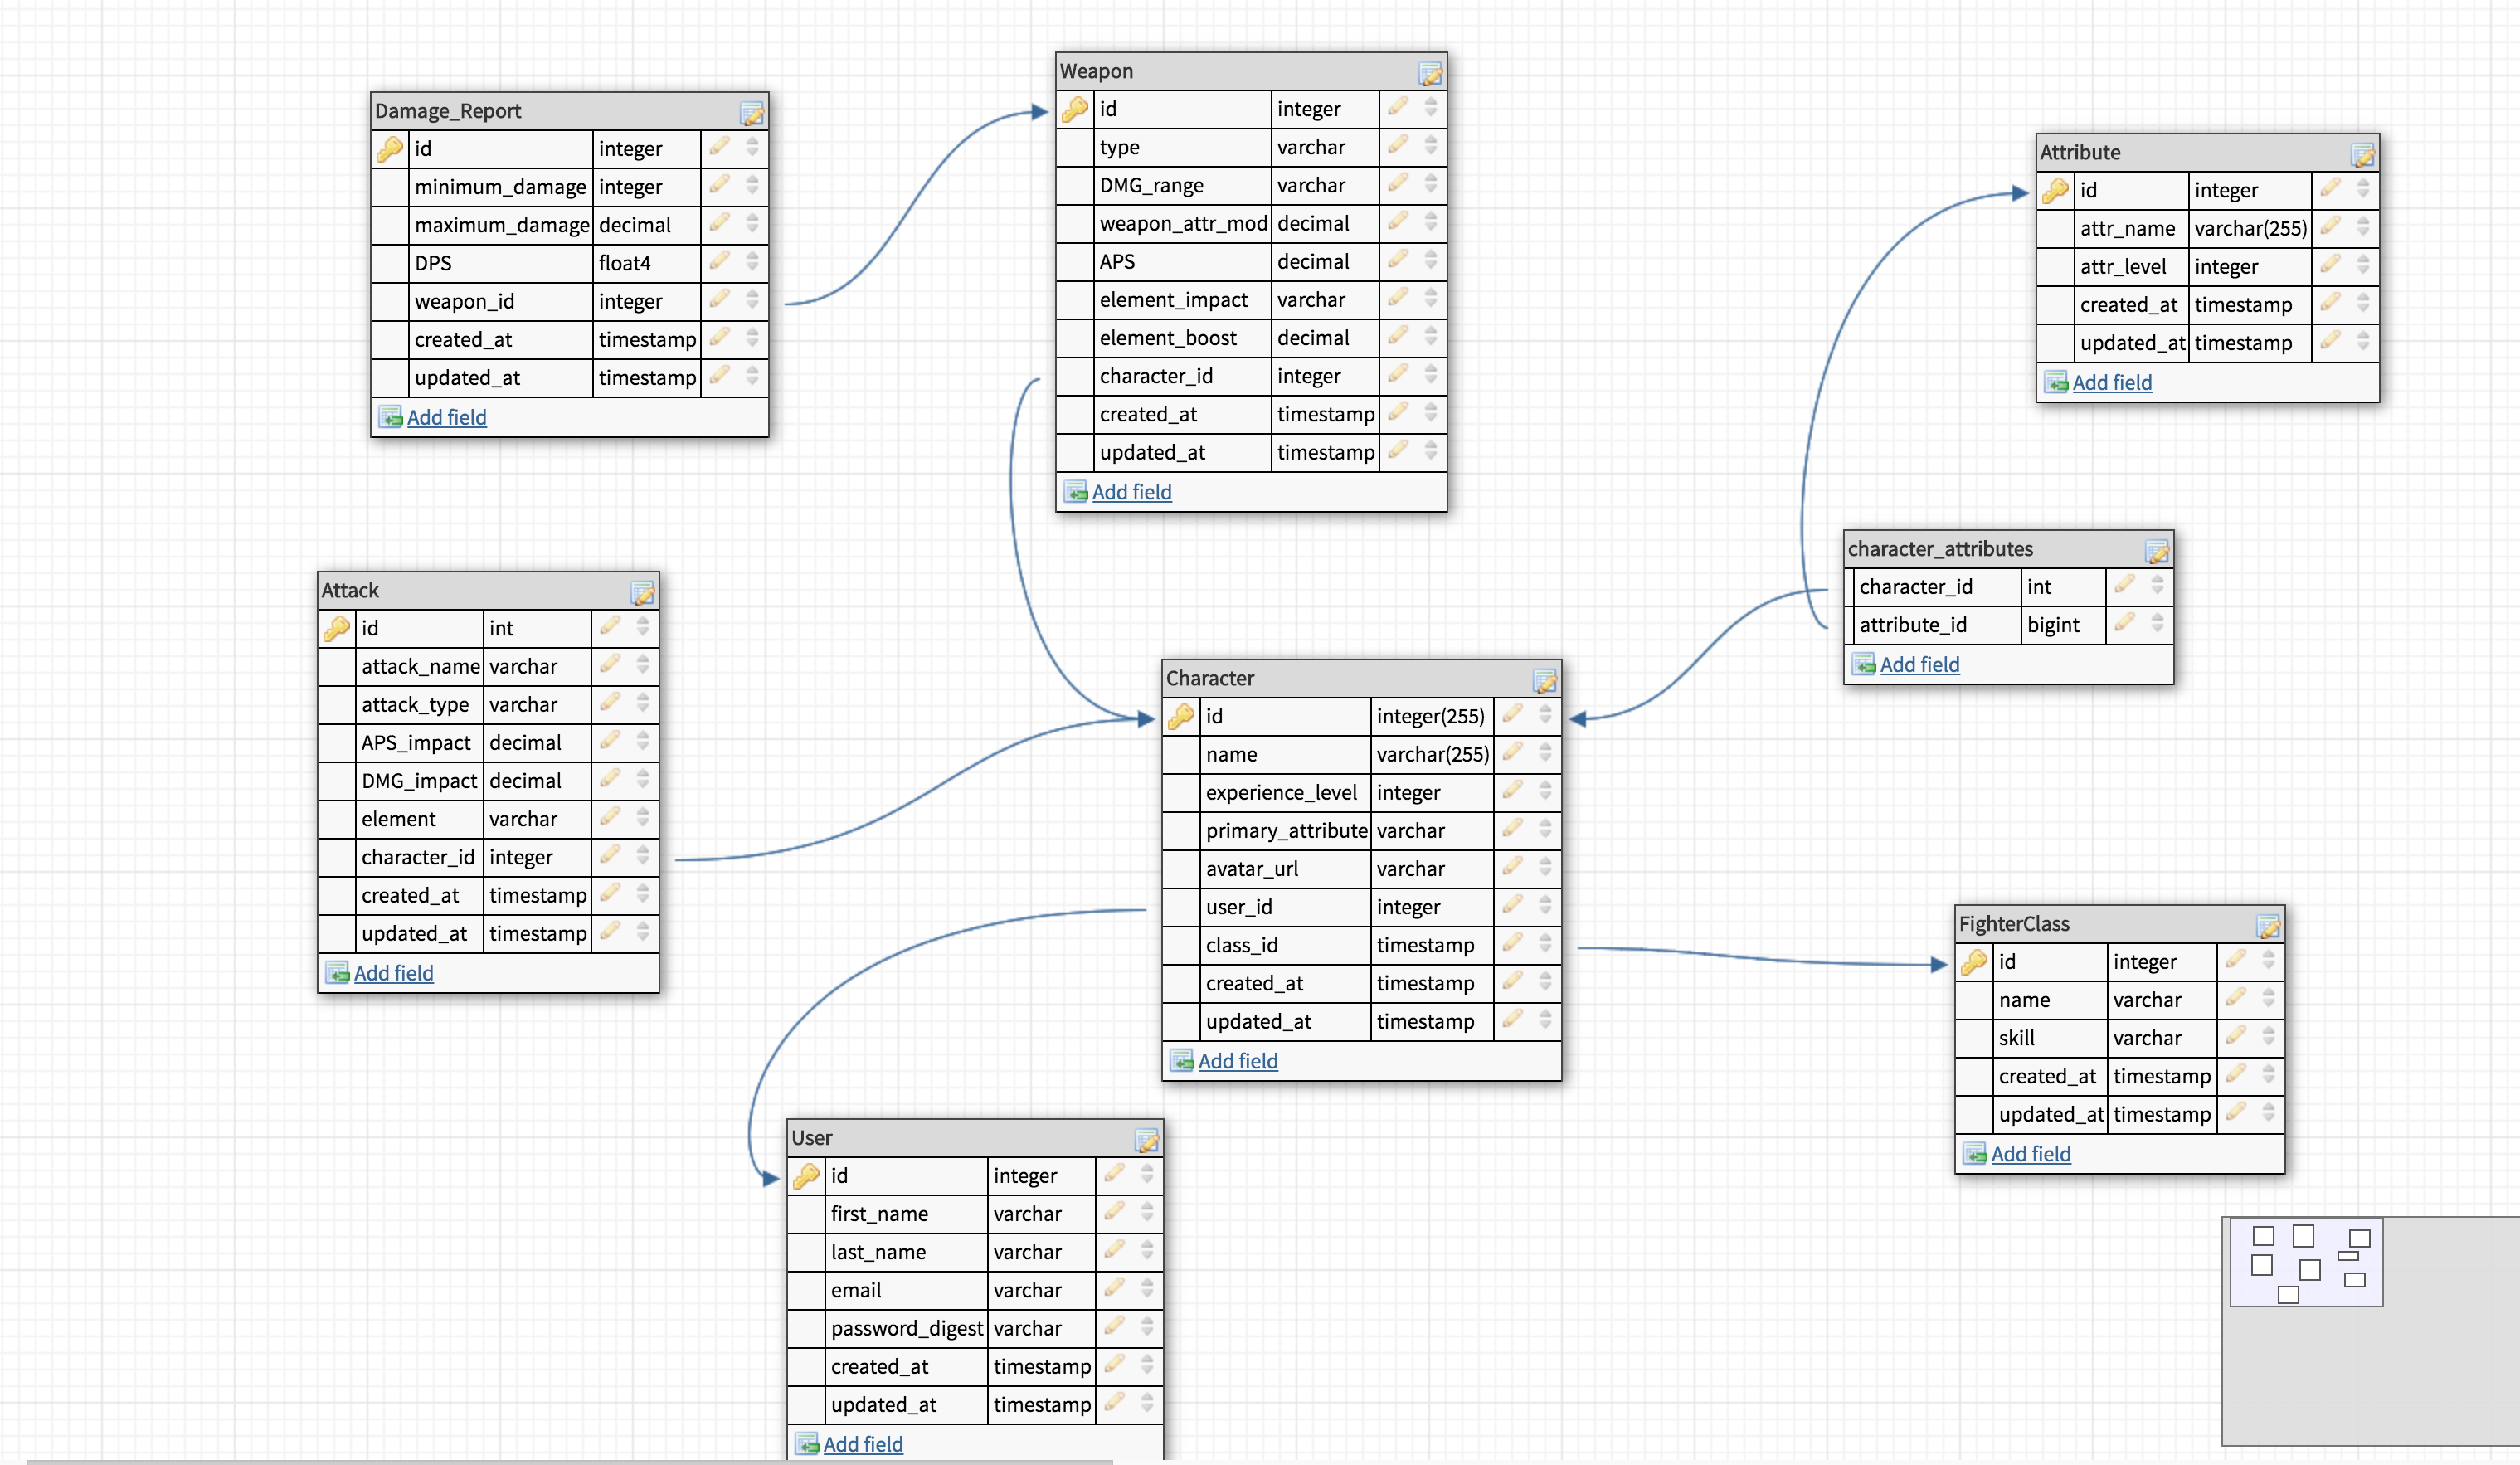 Damage_Report
id integer
minimum_damage integer
maximum_damage decimal
DPS float4
weapon_id integer
created_at timestamp
updated_at timestamp
Add field
Weapon
id integer
type varchar
DMG_range varchar
weapon_attr_mod decimal
APS decimal
element_impact varchar
element_boost decimal
character_id integer
created_at timestamp
updated_at timestamp
Add field
Attribute
id integer
attr_name varchar(255)
attr_level integer
created_at timestamp
updated_at timestamp
Add field
character_attributes
character_id int
attribute_id bigint
Add field
Attack
id int
attack_name varchar
attack_type varchar
APS_impact decimal
DMG_impact decimal
element varchar
character_id integer
created_at timestamp
updated_at timestamp
Add field
Character
id integer(255)
name varchar(255)
experience_level integer
primary_attribute varchar
avatar_url varchar
user_id integer
class_id timestamp
created_at timestamp
updated_at timestamp
Add field
FighterClass
id integer
name varchar
skill varchar
created_at timestamp
updated_at timestamp
Add field
User
id integer
first_name varchar
last_name varchar
email varchar
password_digest varchar
created_at timestamp
updated_at timestamp
Add field